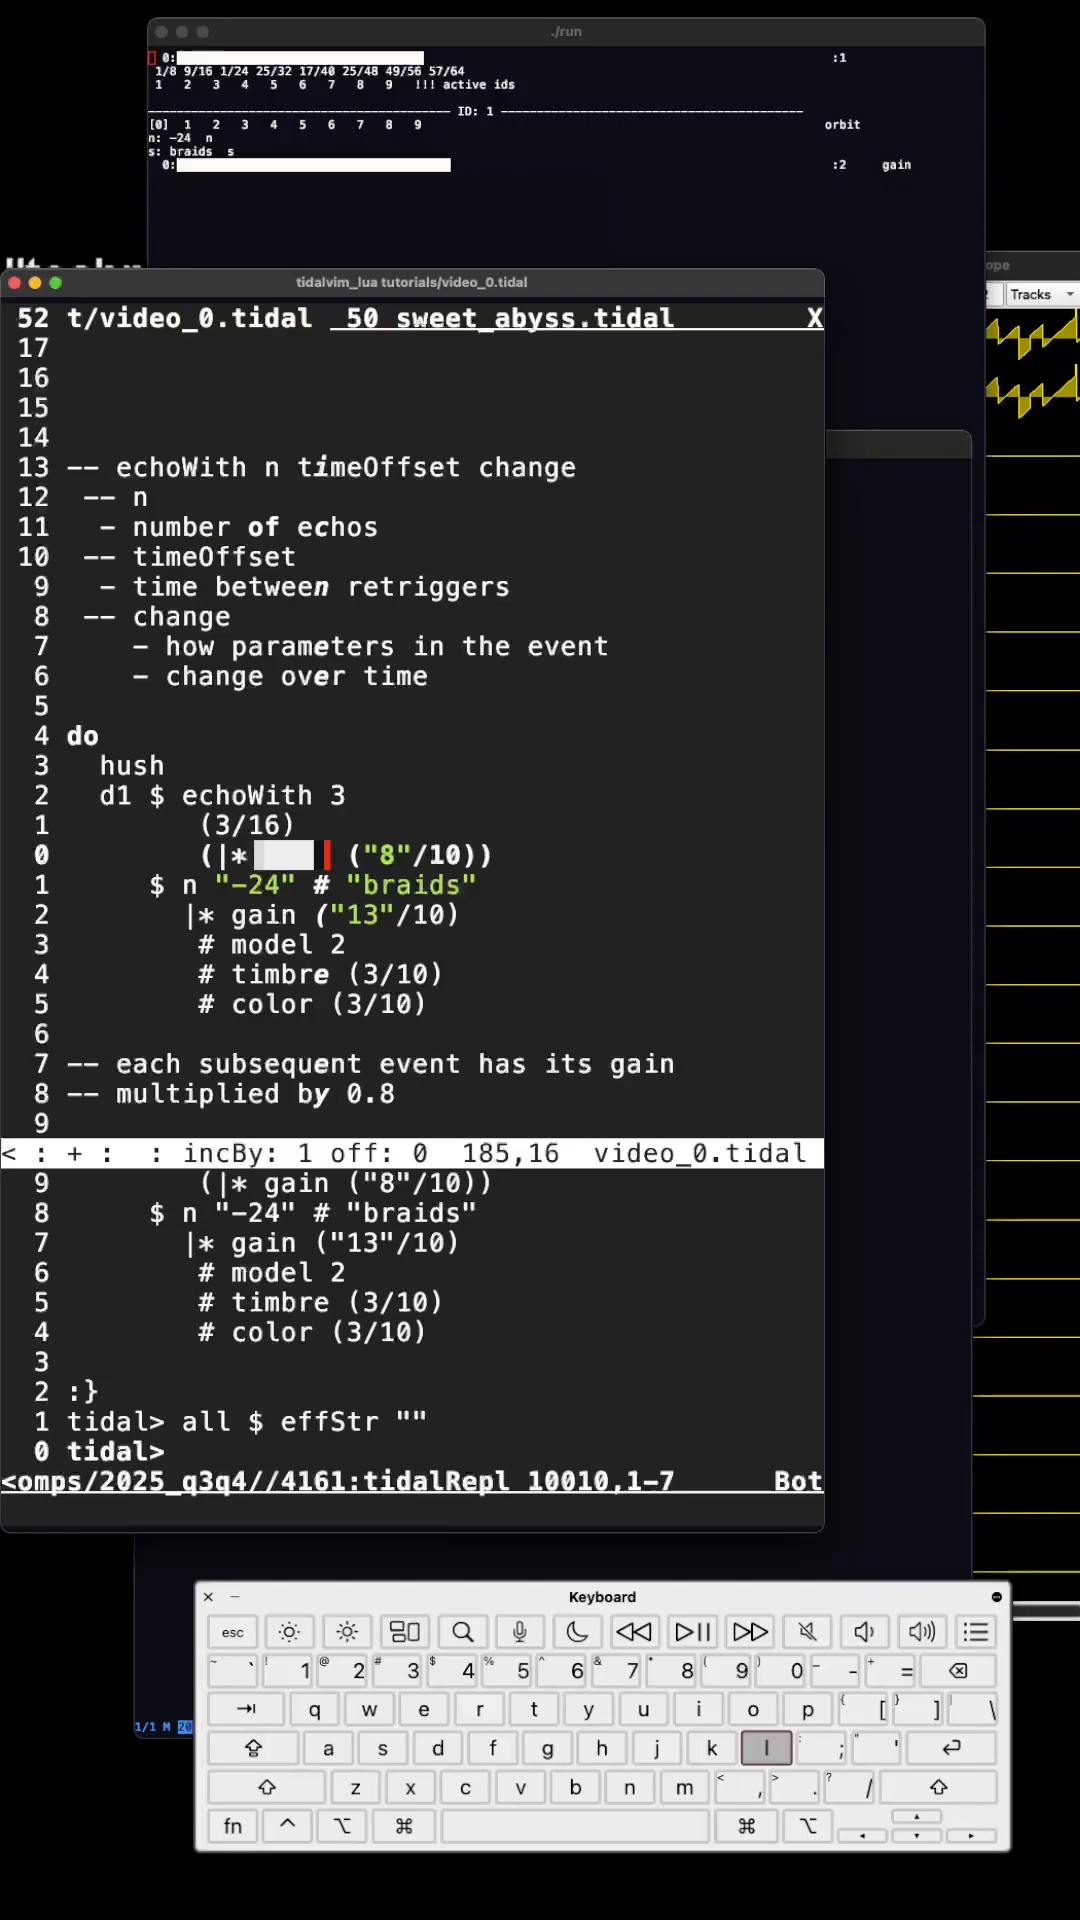 ./run
0: :1
1/8 9/16 1/24 25/32 17/40 25/48 49/56 57/64
1 2 3 4 5 6 7 8 9 !!! active ids
ID: 1
[0] 1 2 3 4 5 6 7 8 9 orbit
n: -24 n
s: braids s
0: :2 gain
ope
Tracks
tidalvim_lua tutorials/video_0.tidal
52 t/video_0.tidal 50 sweet_abyss.tidal X
17
16
15
14
13 -- echoWith n timeOffset change
12 -- n
11 - number of echos
10 -- timeOffset
9 - time between retriggers
8 -- change
7 - how parameters in the event
6 - change over time
5
4 do
3 hush
2 d1 $ echoWith 3
1 (3/16)
0 (|* ("8"/10))
1 $ n "-24" # "braids"
2 |* gain ("13"/10)
3 # model 2
4 # timbre (3/10)
5 # color (3/10)
6
7 -- each subsequent event has its gain
8 -- multiplied by 0.8
9
< : + : : incBy: 1 off: 0 185,16 video_0.tidal
9 (|* gain ("8"/10))
8 $ n "-24" # "braids"
7 |* gain ("13"/10)
6 # model 2
5 # timbre (3/10)
4 # color (3/10)
3
2 :}
1 tidal> all $ effStr ""
0 tidal>
<omps/2025_q3q4//4161:tidalRepl 10010,1-7 Bot
Keyboard
esc
~ ` ! 1 @ 2 # 3 $ 4 % 5 ^ 6 & 7 * 8 ( 9 ) 0 _ - + =
q w e r t y u i o p { [ } ] | \
1/1 M 20
a s d f g h j k l : ; " '
z x c v b n m < , > . ? /
fn ^ ⌥ ⌘ ⌘ ⌥